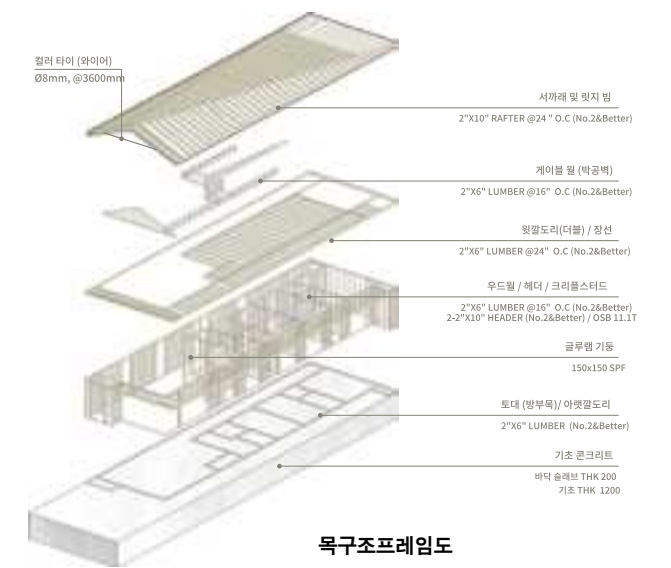 컬러 타이 (와이어)
Ø8mm, @3600mm
서까래 및 릿지 빔
2"X10" RAFTER @24 " O.C (No.2&Better)
게이블 월 (박공벽)
2"X6" LUMBER @16" O.C (No.2&Better)
윗깔도리(더블) / 장선
2"X6" LUMBER @24" O.C (No.2&Better)
우드월 / 헤더 / 크리플스터드
2"X6" LUMBER @16" O.C (No.2&Better)
2-2"X10" HEADER (No.2&Better) / OSB 11.1T
글루램 기둥
150x150 SPF
토대 (방부목)/ 아랫깔도리
2"X6" LUMBER (No.2&Better)
기초 콘크리트
바닥 슬래브 THK 200
기초 THK 1200
목구조프레임도